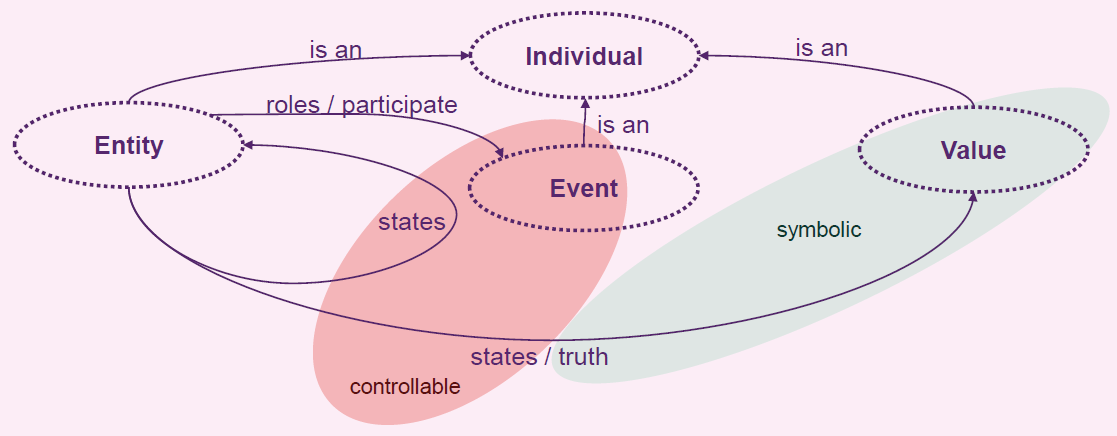 Individual
is an
is an
roles / participate
is an
Entity
Value
Event
states
symbolic
states / truth
controllable